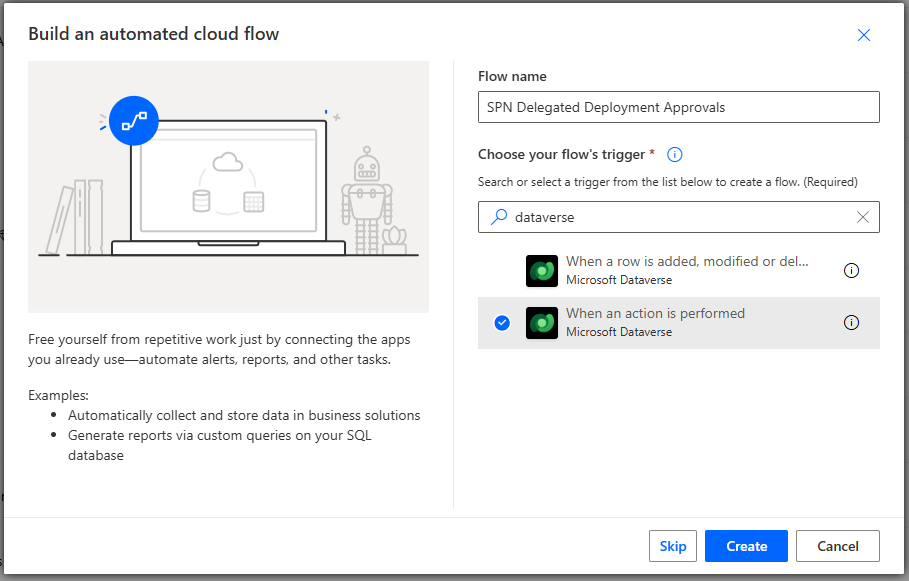 Build an automated cloud flow
Free yourself from repetitive work just by connecting the apps
you already use—automate alerts, reports, and other tasks.
Examples:
• Automatically collect and store data in business solutions
• Generate reports via custom queries on your SQL
database
Flow name
SPN Delegated Deployment Approvals
Choose your flow's trigger *
Search or select a trigger from the list below to create a flow. (Required)
dataverse
When a row is added, modified or del...
Microsoft Dataverse
When an action is performed
Microsoft Dataverse
Skip
Create
Cancel